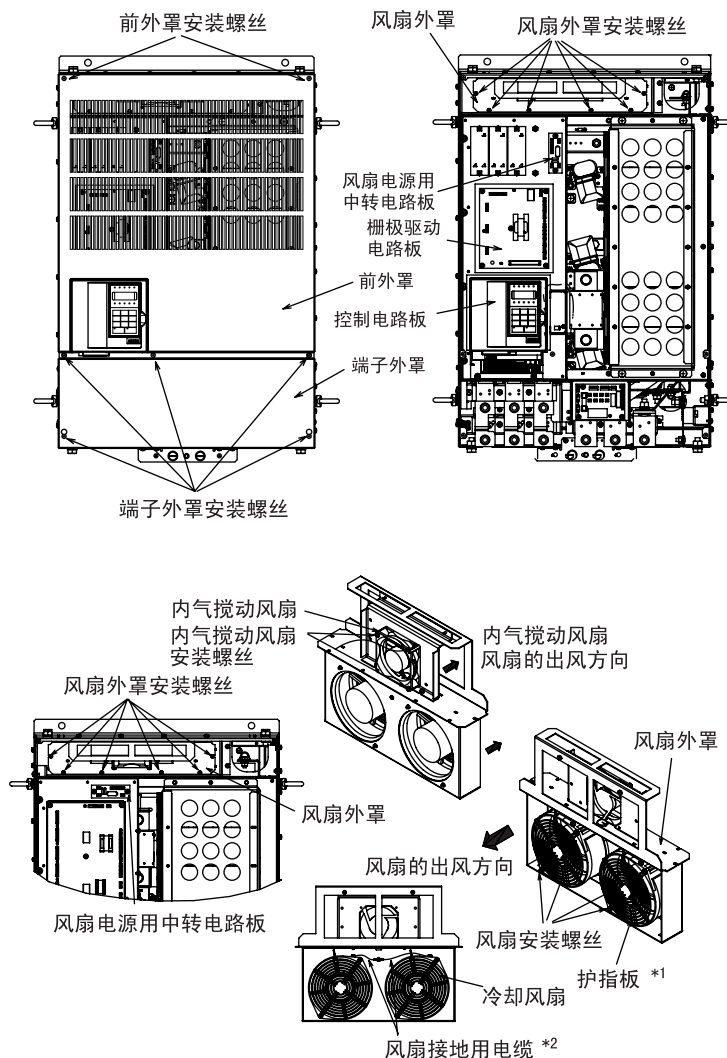 前外罩安装螺丝
风扇外罩
风扇外罩安装螺丝
风扇电源用
中转电路板
栅极驱动
电路板
前外罩
控制电路板
端子外罩
端子外罩安装螺丝
内气搅动风扇
内气搅动风扇
安装螺丝
内气搅动风扇
风扇的出风方向
风扇外罩安装螺丝
风扇外罩
风扇外罩
风扇的出风方向
风扇电源用中转电路板
风扇安装螺丝
护指板 *1
冷却风扇
风扇接地用电缆 *2